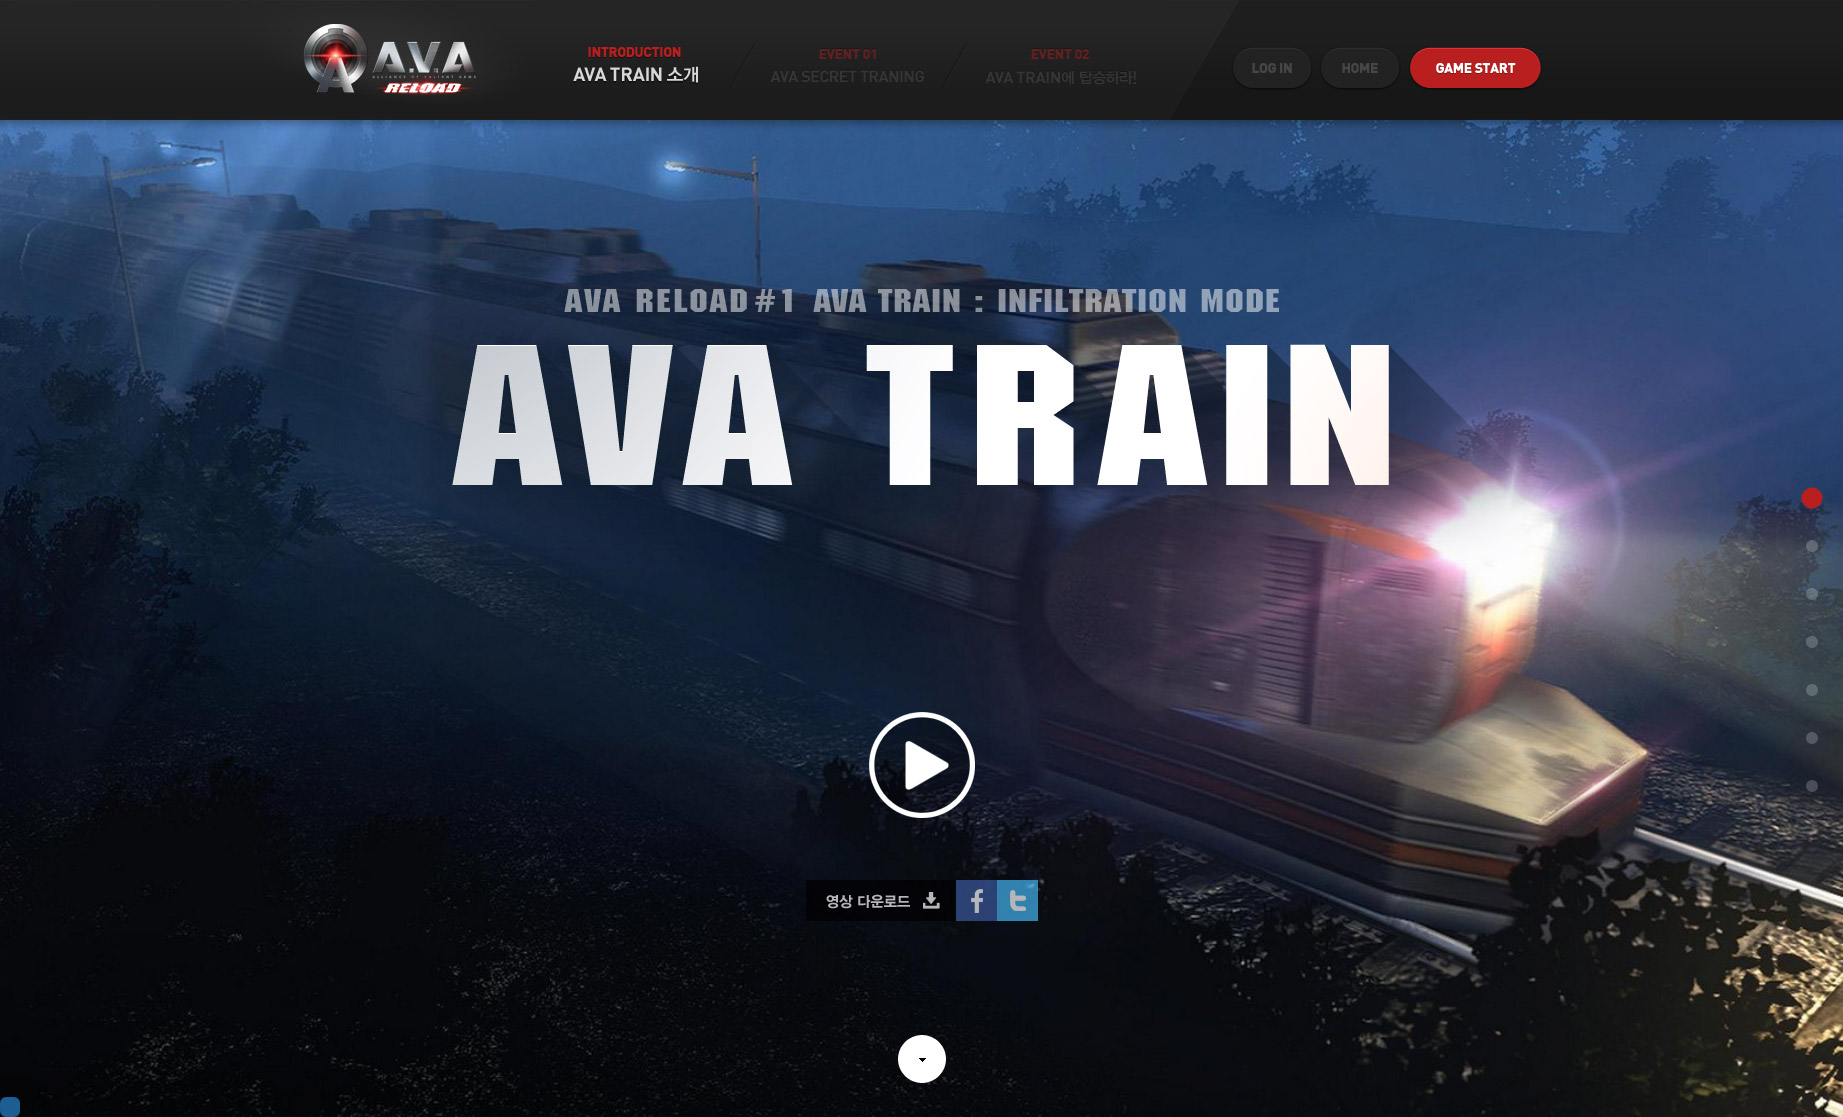 A.V.A
ALLIANCE OF VALIANT ARMS
RELOAD
INTRODUCTION
AVA TRAIN 소개
EVENT 01
AVA SECRET TRANING
EVENT 02
AVA TRAIN에 탑승하라!
LOG IN
HOME
GAME START
AVA RELOAD#1 AVA TRAIN : INFILTRATION MODE
AVA TRAIN
영상 다운로드